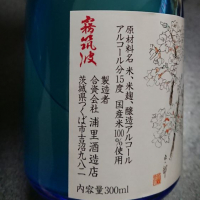 原材料名 米、米麹、醸造アルコール
アルコール分15度 国産米100%使用
霧筑波
製造者
合資会社 浦里酒造店
茨城県つくば市吉沼九八二
内容量300ml